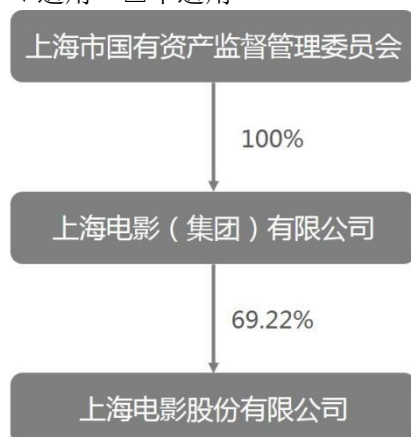 上海市国有资产监督管理委员会
100%
上海电影（集团）有限公司
69.22%
上海电影股份有限公司